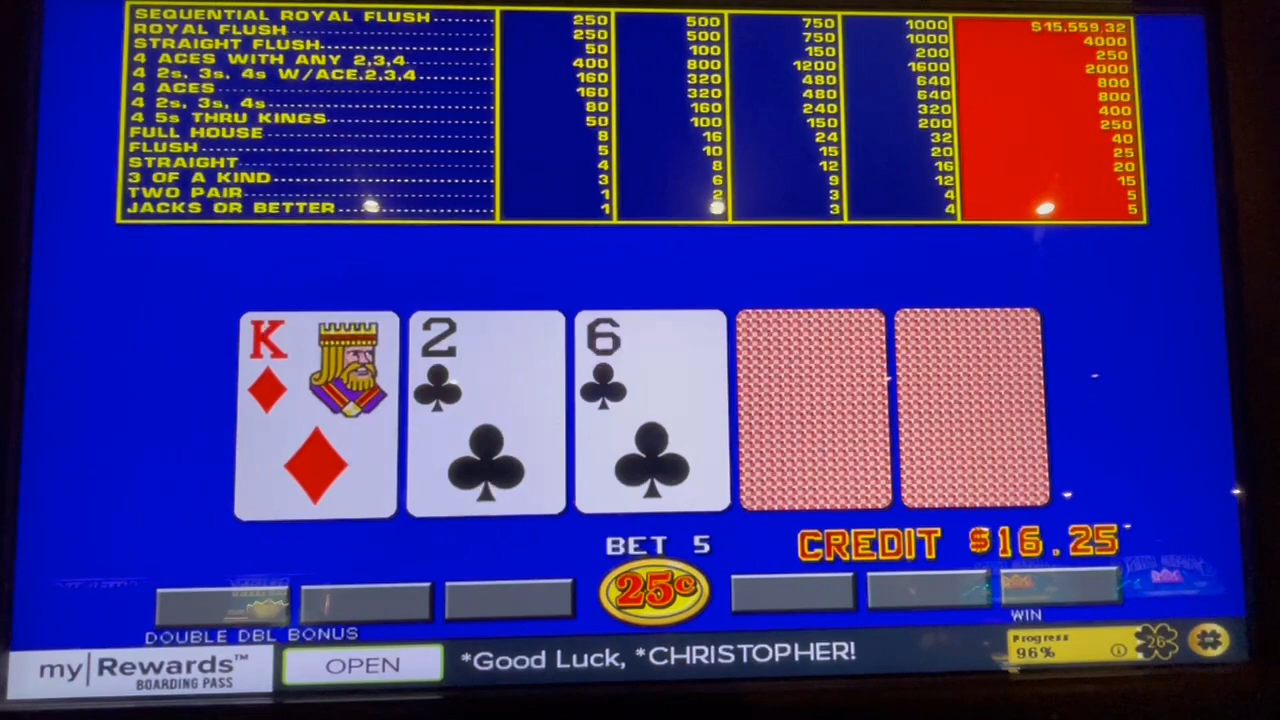 SEQUENTIAL ROYAL FLUSH 250 500 750 1000 $15,559.32
ROYAL FLUSH 250 500 750 1000 4000
STRAIGHT FLUSH 50 100 150 200 250
4 ACES WITH ANY 2,3,4 400 800 1200 1600 2000
4 2s, 3s, 4s W/ACE,2,3,4 160 320 480 640 800
4 ACES 160 320 480 640 800
4 2s, 3s, 4s 80 160 240 320 400
4 5s THRU KINGS 50 100 150 200 250
FULL HOUSE 8 16 24 32 40
FLUSH 5 10 15 20 25
STRAIGHT 4 8 12 16 20
3 OF A KIND 3 6 9 12 15
TWO PAIR 1 2 3 4 5
JACKS OR BETTER 1 2 3 4 5
K 2 6
BET 5 CREDIT $16.25
25¢
WIN
DOUBLE DBL BONUS
my|Rewards™
BOARDING PASS
OPEN
*Good Luck, *CHRISTOPHER!
Progress
96%
26
#